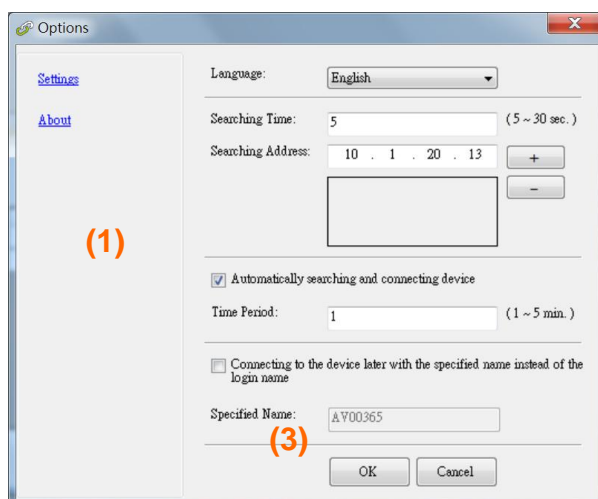 Options
Settings
About
(1)
Language:
English
Searching Time:
5
(5 ~ 30 sec.)
Searching Address:
10 . 1 . 20 . 13
+
−
Automatically searching and connecting device
Time Period:
1
(1 ~ 5 min.)
Connecting to the device later with the specified name instead of the
login name
Specified Name:
AV00365
(3)
OK
Cancel